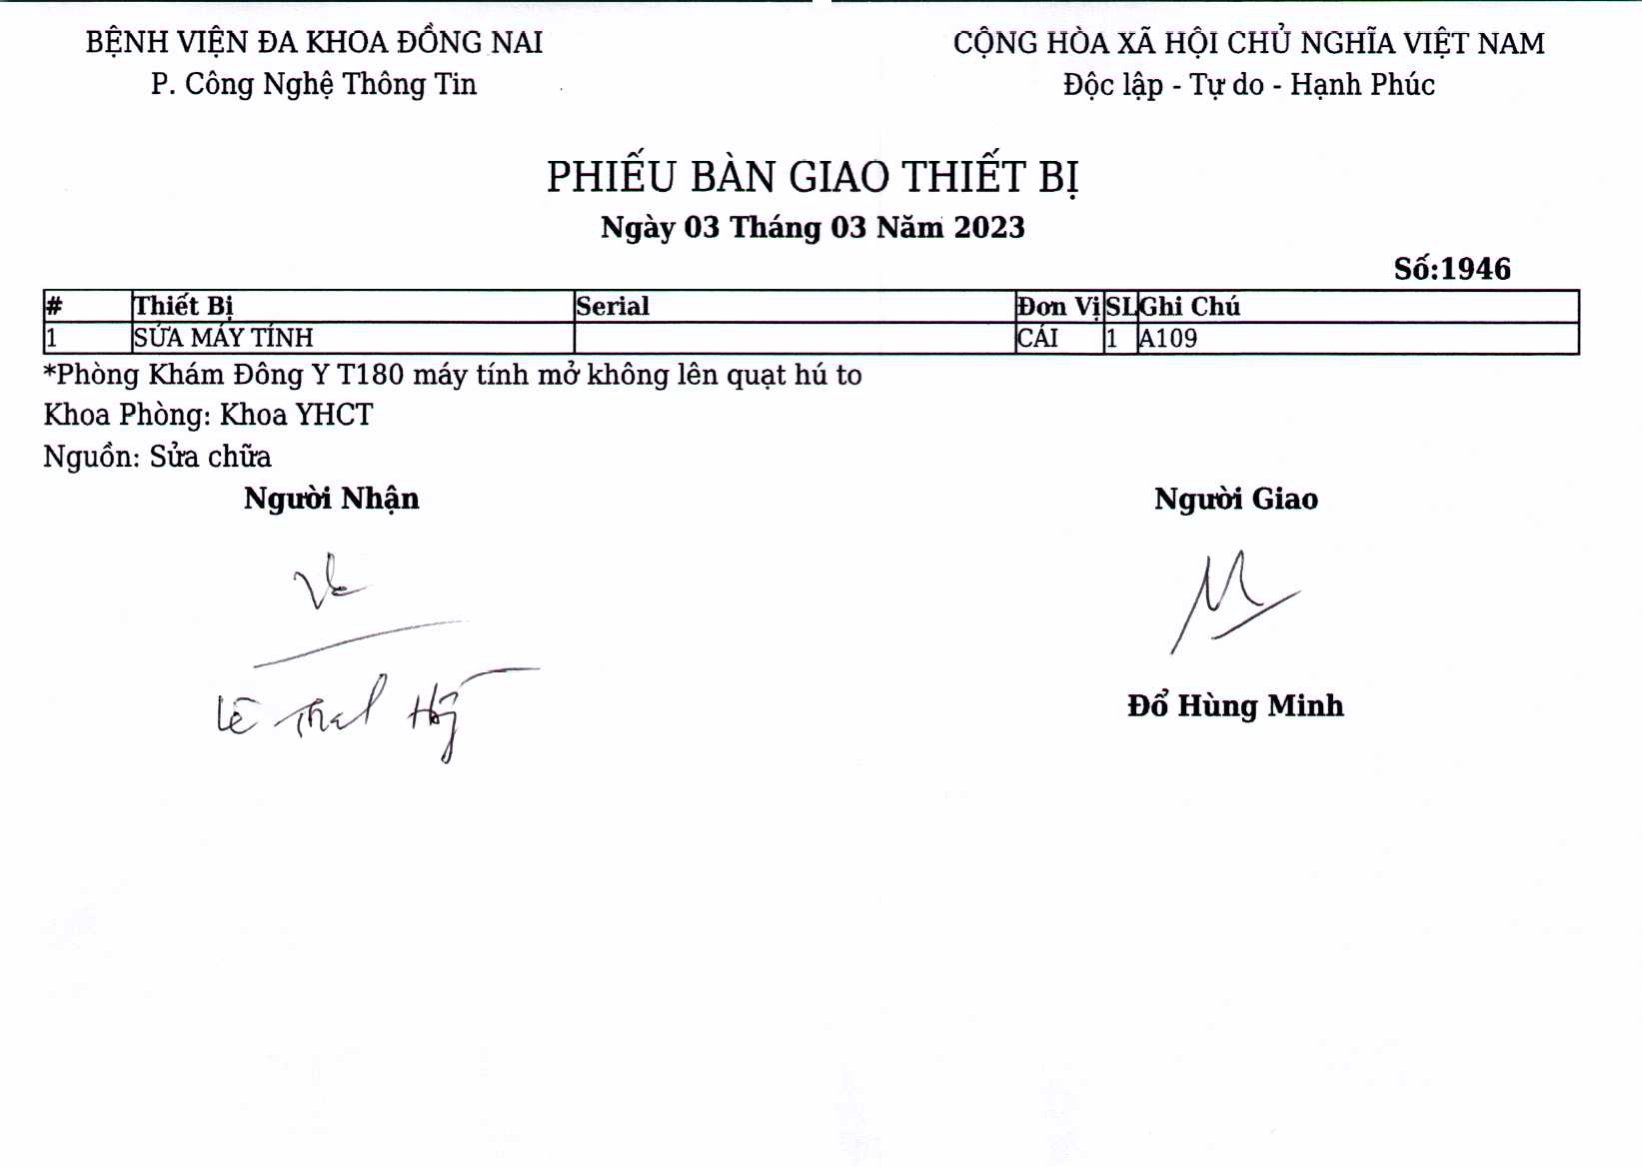 BỆNH VIỆN ĐA KHOA ĐỒNG NAI
P. Công Nghệ Thông Tin
CỘNG HÒA XÃ HỘI CHỦ NGHĨA VIỆT NAM
Độc lập - Tự do - Hạnh Phúc
PHIẾU BÀN GIAO THIẾT BỊ
Ngày 03 Tháng 03 Năm 2023
Số:1946
# Thiết Bị Serial Đơn Vị SL Ghi Chú
1 SỬA MÁY TÍNH CÁI 1 A109
*Phòng Khám Đông Y T180 máy tính mở không lên quạt hú to
Khoa Phòng: Khoa YHCT
Nguồn: Sửa chữa
Người Nhận Người Giao
Lê
Đổ Hùng Minh